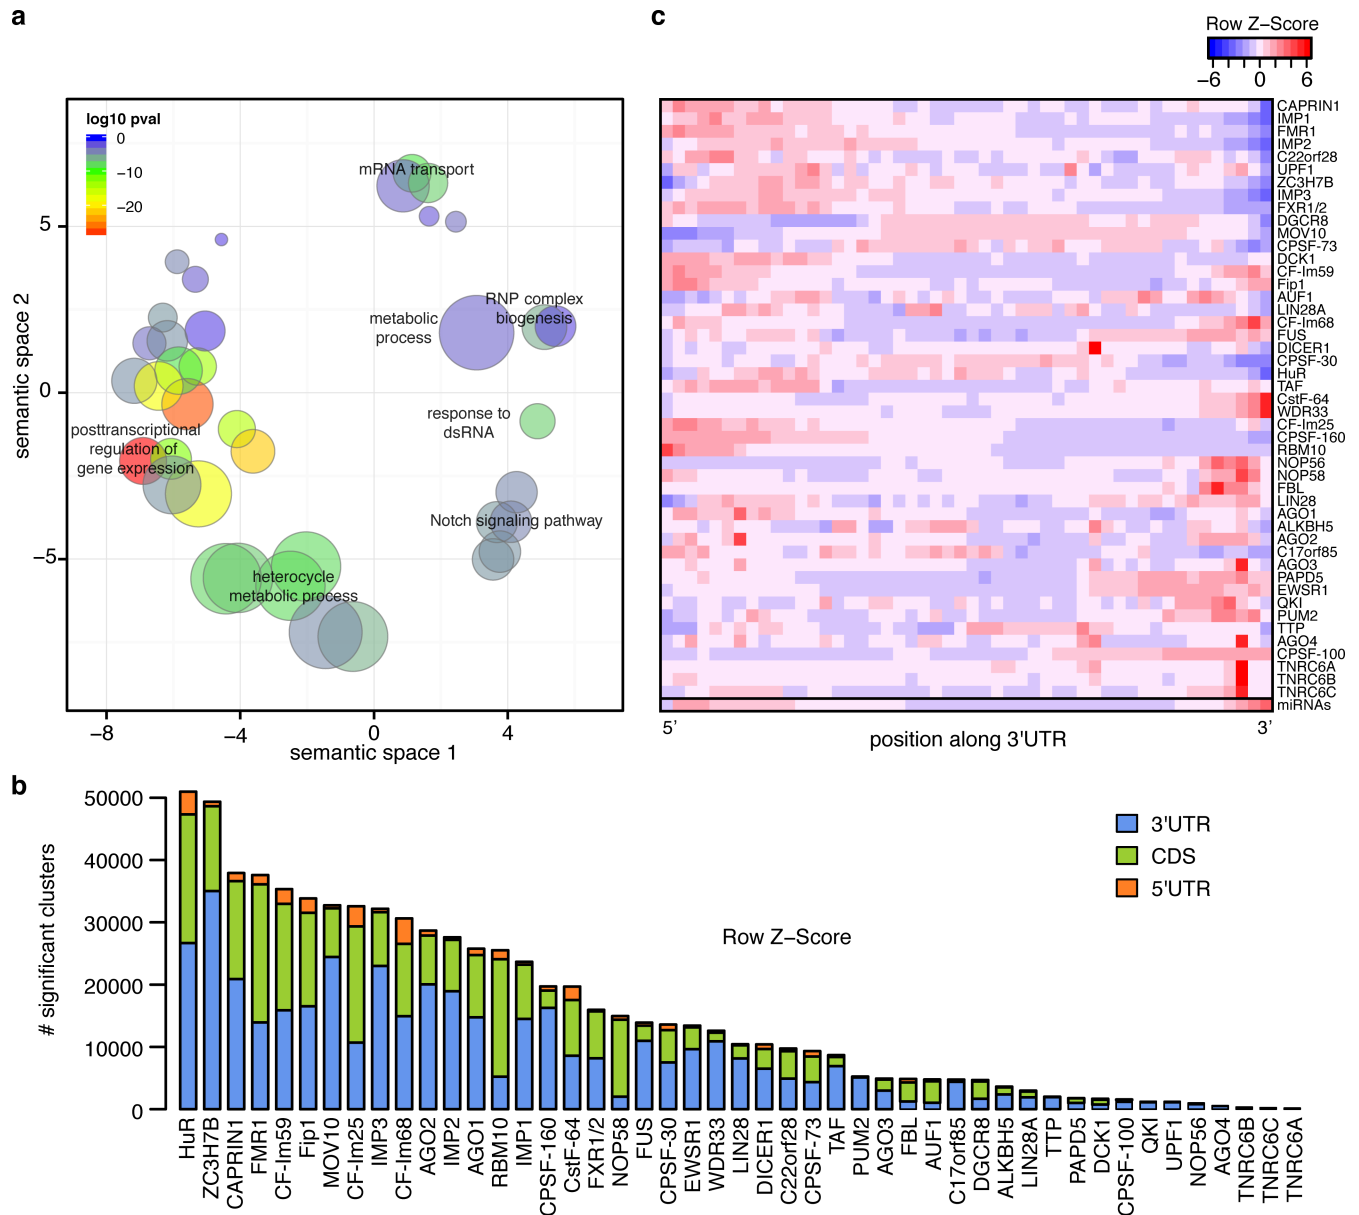 a
log10 pval
0
−10
−20
mRNA transport
RNP complex
biogenesis
metabolic
process
response to
dsRNA
posttranscriptional
regulation of
gene expression
Notch signaling pathway
heterocycle
metabolic process
5
0
−5
semantic space 2
−8
−4
0
4
semantic space 1
c
Row Z−Score
−6
0
6
CAPRIN1
IMP1
FMR1
IMP2
C22orf28
UPF1
ZC3H7B
IMP3
FXR1/2
DGCR8
MOV10
CPSF-73
DCK1
CF-Im59
Fip1
AUF1
LIN28A
CF-Im68
FUS
DICER1
CPSF-30
HuR
TAF
CstF-64
WDR33
CF-Im25
CPSF-160
RBM10
NOP56
NOP58
FBL
LIN28
AGO1
ALKBH5
AGO2
C17orf85
AGO3
PAPD5
EWSR1
QKI
PUM2
TTP
AGO4
CPSF-100
TNRC6A
TNRC6B
TNRC6C
miRNAs
5'
3'
position along 3'UTR
b
50000
40000
30000
20000
10000
0
# significant clusters
3'UTR
CDS
5'UTR
Row Z−Score
HuR
ZC3H7B
CAPRIN1
FMR1
CF-Im59
Fip1
MOV10
CF-Im25
IMP3
CF-Im68
AGO2
IMP2
AGO1
RBM10
IMP1
CPSF-160
CstF-64
FXR1/2
NOP58
FUS
CPSF-30
EWSR1
WDR33
LIN28
DICER1
C22orf28
CPSF-73
TAF
PUM2
AGO3
FBL
AUF1
C17orf85
DGCR8
ALKBH5
LIN28A
TTP
PAPD5
DCK1
CPSF-100
QKI
UPF1
NOP56
AGO4
TNRC6B
TNRC6C
TNRC6A